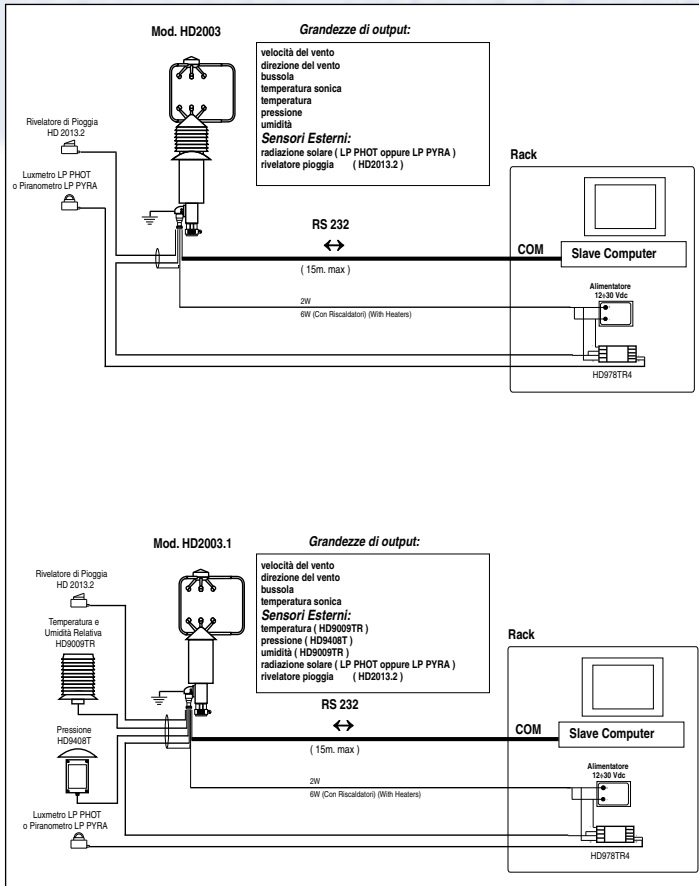 Mod. HD2003
Grandezze di output:
velocità del vento
direzione del vento
bussola
temperatura sonica
temperatura
pressione
umidità
Sensori Esterni:
radiazione solare ( LP PHOT oppure LP PYRA )
rivelatore pioggia ( HD2013.2 )
Rivelatore di Pioggia
HD 2013.2
Luxmetro LP PHOT
o Piranometro LP PYRA
RS 232
( 15m. max )
2W
6W (Con Riscaldatori) (With Heaters)
Rack
COM
Slave Computer
Alimentatore
12÷30 Vdc
HD978TR4
Mod. HD2003.1
Grandezze di output:
velocità del vento
direzione del vento
bussola
temperatura sonica
Sensori Esterni:
temperatura ( HD9009TR )
pressione ( HD9408T )
umidità ( HD9009TR )
radiazione solare ( LP PHOT oppure LP PYRA )
rivelatore pioggia ( HD2013.2 )
Rivelatore di Pioggia
HD 2013.2
Temperatura e
Umidità Relativa
HD9009TR
Pressione
HD9408T
Luxmetro LP PHOT
o Piranometro LP PYRA
RS 232
( 15m. max )
2W
6W (Con Riscaldatori) (With Heaters)
Rack
COM
Slave Computer
Alimentatore
12÷30 Vdc
HD978TR4